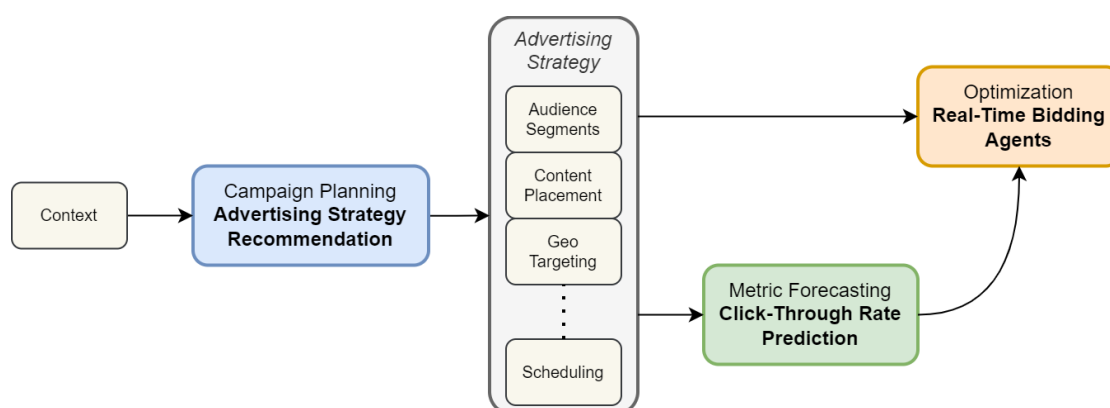 Context
Campaign Planning
Advertising Strategy
Recommendation
Advertising
Strategy
Audience
Segments
Content
Placement
Geo
Targeting
Scheduling
Metric Forecasting
Click-Through Rate
Prediction
Optimization
Real-Time Bidding
Agents